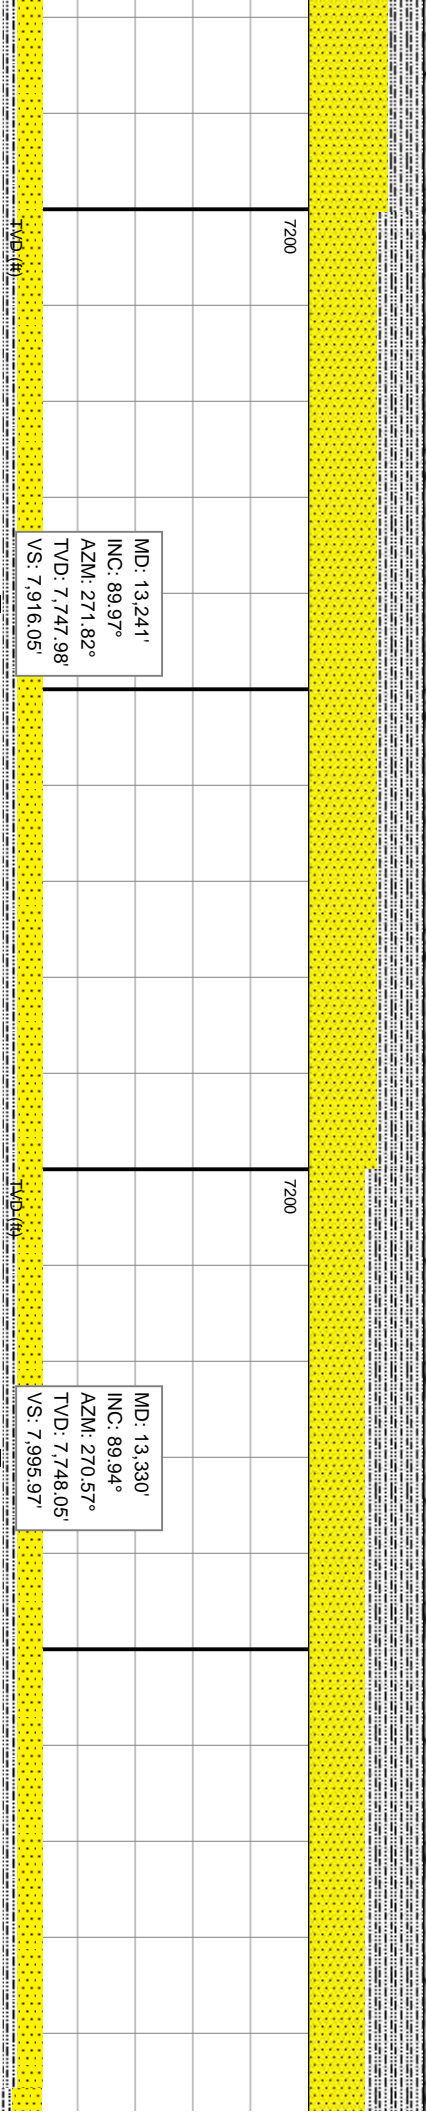 TVD (ft)
7200
MD: 13,241'
INC: 89.97°
AZM: 271.82°
TVD: 7,747.98'
VS: 7,916.05'
TVD (ft)
7200
MD: 13,330'
INC: 89.94°
AZM: 270.57°
TVD: 7,748.05'
VS: 7,995.97'